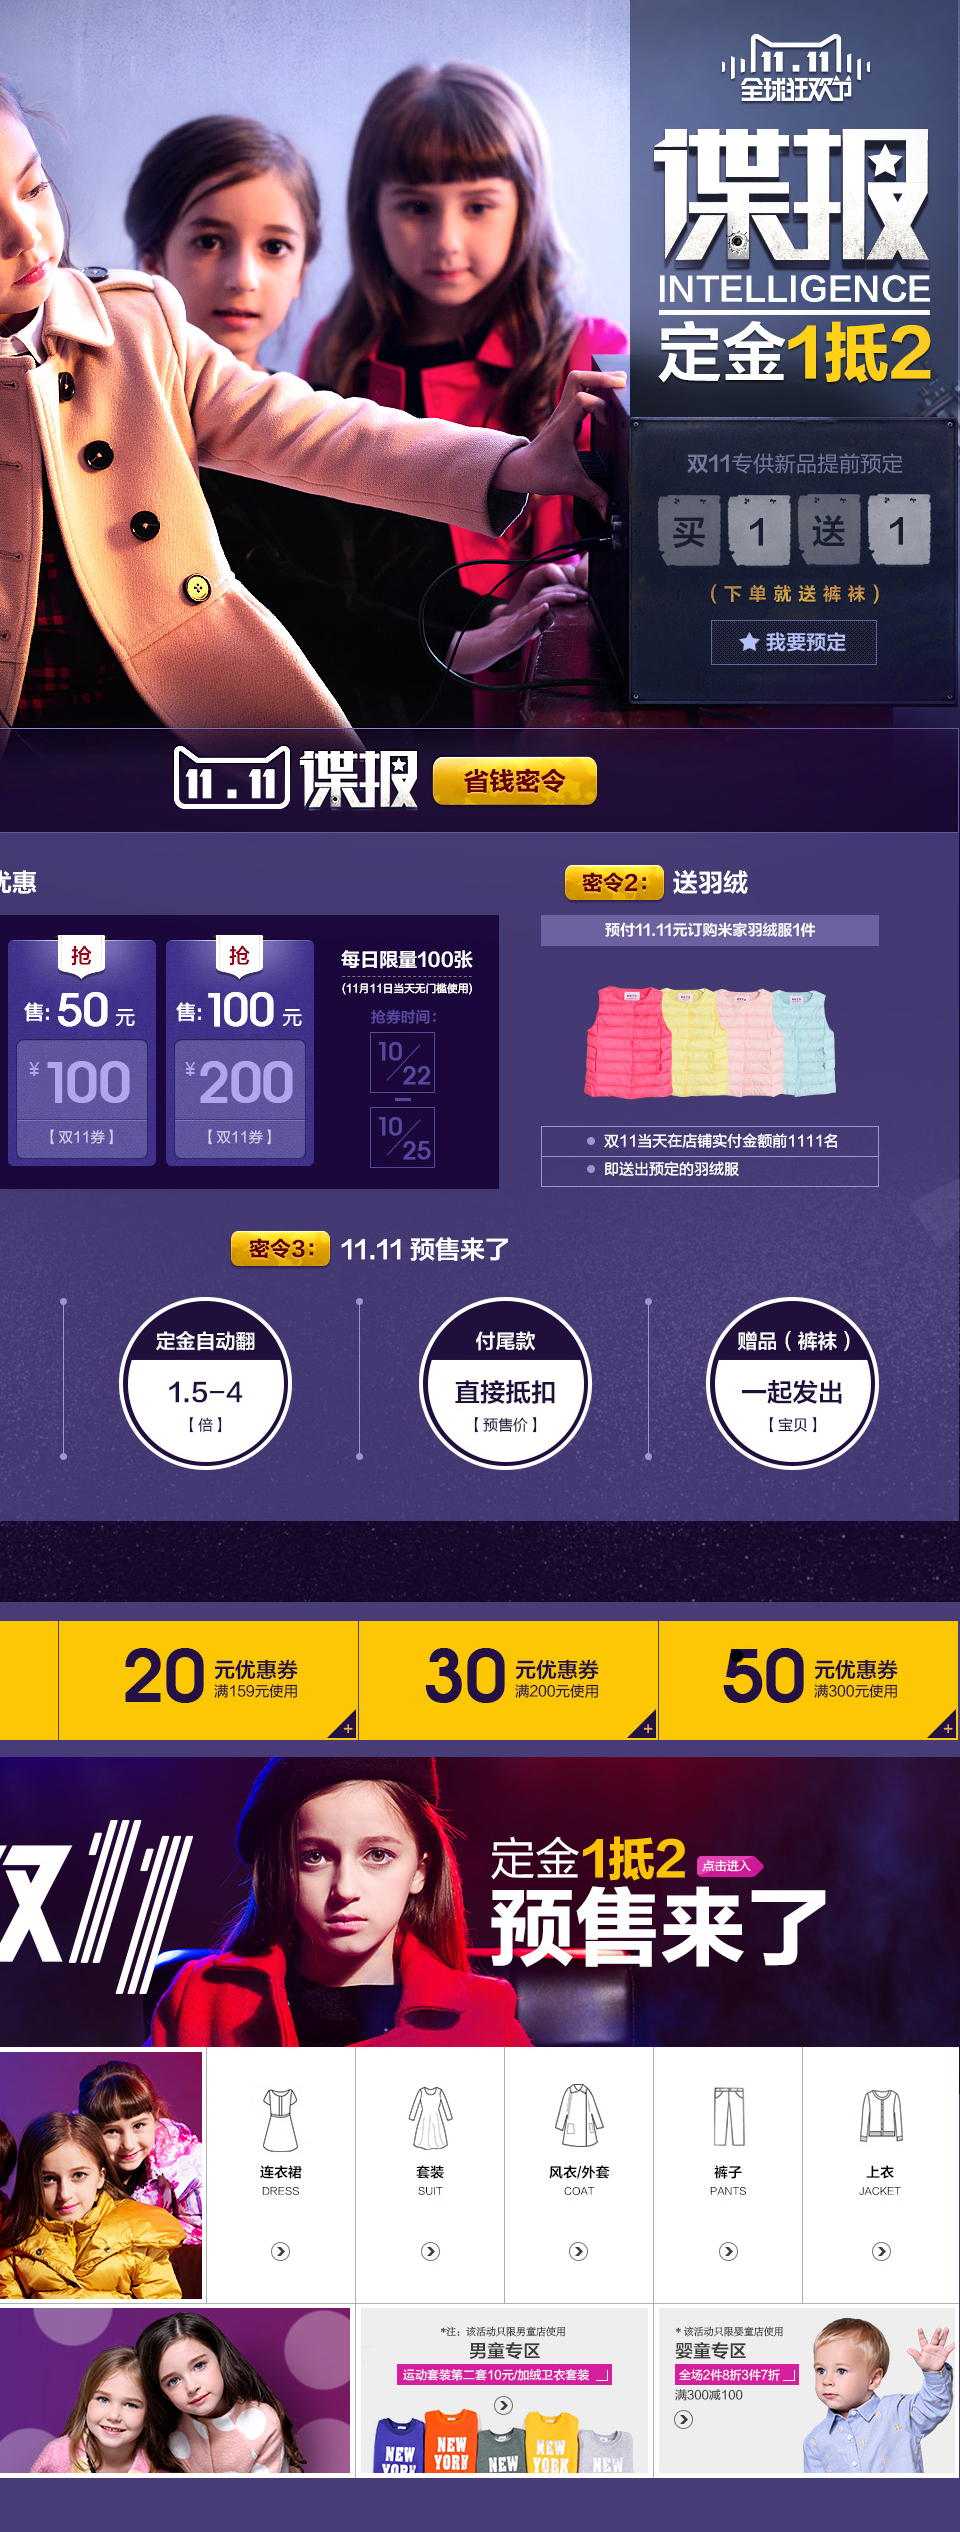 11.11
全球狂欢节
谍报
INTELLIGENCE
定金1抵2
双11专供新品提前预定
买 1 送 1
(下单就送裤袜)
我要预定
11.11 谍报 省钱密令
优惠
抢
售: 50 元
¥100
【双11券】
抢
售: 100 元
¥200
【双11券】
每日限量100张
(11月11日当天无门槛使用)
抢券时间:
10/22
10/25
密令2: 送羽绒
预付11.11元订购米家羽绒服1件
双11当天在店铺实付金额前1111名
即送出预定的羽绒服
密令3: 11.11 预售来了
定金自动翻
1.5-4
【倍】
付尾款
直接抵扣
【预售价】
赠品(裤袜)
一起发出
【宝贝】
20 元优惠券
满159元使用
+
30 元优惠券
满200元使用
+
50 元优惠券
满300元使用
+
双11
定金1抵2 点击进入
预售来了
连衣裙
DRESS
套装
SUIT
风衣/外套
COAT
裤子
PANTS
上衣
JACKET
*注: 该活动只限男童店使用
男童专区
运动套装第二套10元/加绒卫衣套装
NEW
NEW YORK
NEW
NEW YORK
NEW
* 该活动只限婴童店使用
婴童专区
全场2件8折3件7折
满300减100